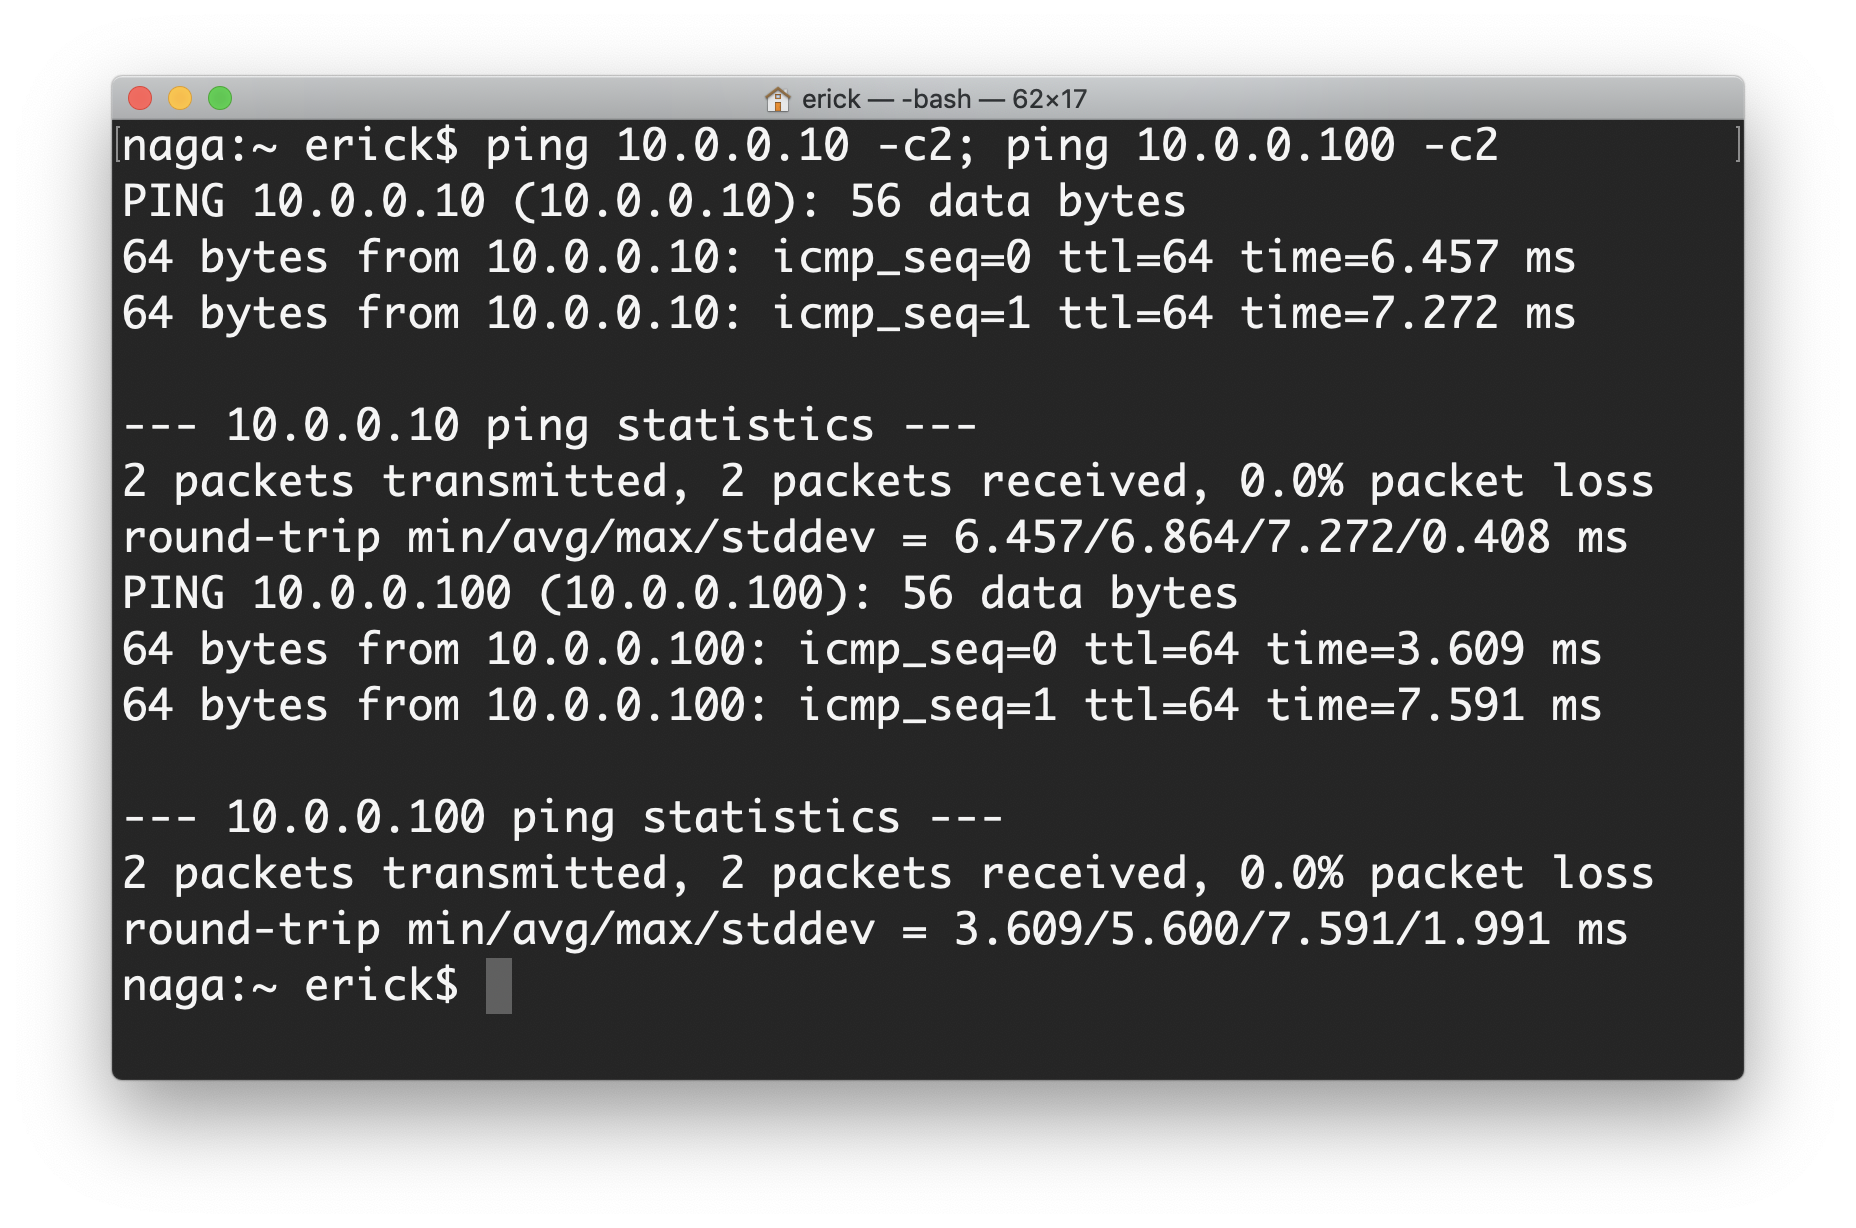 erick — -bash — 62×17
naga:~ erick$ ping 10.0.0.10 -c2; ping 10.0.0.100 -c2
PING 10.0.0.10 (10.0.0.10): 56 data bytes
64 bytes from 10.0.0.10: icmp_seq=0 ttl=64 time=6.457 ms
64 bytes from 10.0.0.10: icmp_seq=1 ttl=64 time=7.272 ms
--- 10.0.0.10 ping statistics ---
2 packets transmitted, 2 packets received, 0.0% packet loss
round-trip min/avg/max/stddev = 6.457/6.864/7.272/0.408 ms
PING 10.0.0.100 (10.0.0.100): 56 data bytes
64 bytes from 10.0.0.100: icmp_seq=0 ttl=64 time=3.609 ms
64 bytes from 10.0.0.100: icmp_seq=1 ttl=64 time=7.591 ms
--- 10.0.0.100 ping statistics ---
2 packets transmitted, 2 packets received, 0.0% packet loss
round-trip min/avg/max/stddev = 3.609/5.600/7.591/1.991 ms
naga:~ erick$